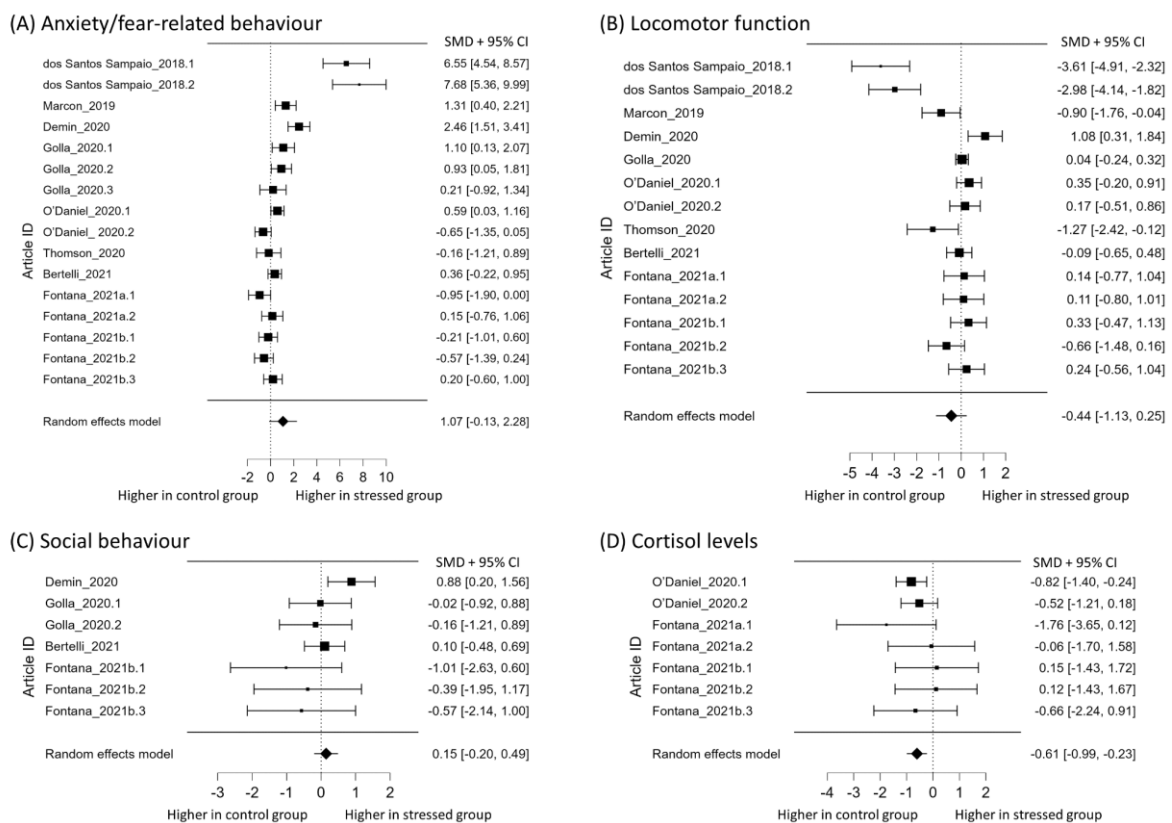 (A) Anxiety/fear-related behaviour
SMD + 95% CI
dos Santos Sampaio_2018.1 6.55 [4.54, 8.57]
dos Santos Sampaio_2018.2 7.68 [5.36, 9.99]
Marcon_2019 1.31 [0.40, 2.21]
Demin_2020 2.46 [1.51, 3.41]
Golla_2020.1 1.10 [0.13, 2.07]
Golla_2020.2 0.93 [0.05, 1.81]
Golla_2020.3 0.21 [-0.92, 1.34]
O'Daniel_2020.1 0.59 [0.03, 1.16]
O'Daniel_ 2020.2 -0.65 [-1.35, 0.05]
Thomson_2020 -0.16 [-1.21, 0.89]
Bertelli_2021 0.36 [-0.22, 0.95]
Fontana_2021a.1 -0.95 [-1.90, 0.00]
Fontana_2021a.2 0.15 [-0.76, 1.06]
Fontana_2021b.1 -0.21 [-1.01, 0.60]
Fontana_2021b.2 -0.57 [-1.39, 0.24]
Fontana_2021b.3 0.20 [-0.60, 1.00]
Article ID
Random effects model 1.07 [-0.13, 2.28]
-2 0 2 4 6 8 10
Higher in control group Higher in stressed group
(B) Locomotor function
SMD + 95% CI
dos Santos Sampaio_2018.1 -3.61 [-4.91, -2.32]
dos Santos Sampaio_2018.2 -2.98 [-4.14, -1.82]
Marcon_2019 -0.90 [-1.76, -0.04]
Demin_2020 1.08 [0.31, 1.84]
Golla_2020 0.04 [-0.24, 0.32]
O'Daniel_2020.1 0.35 [-0.20, 0.91]
O'Daniel_2020.2 0.17 [-0.51, 0.86]
Thomson_2020 -1.27 [-2.42, -0.12]
Bertelli_2021 -0.09 [-0.65, 0.48]
Fontana_2021a.1 0.14 [-0.77, 1.04]
Fontana_2021a.2 0.11 [-0.80, 1.01]
Fontana_2021b.1 0.33 [-0.47, 1.13]
Fontana_2021b.2 -0.66 [-1.48, 0.16]
Fontana_2021b.3 0.24 [-0.56, 1.04]
Article ID
Random effects model -0.44 [-1.13, 0.25]
-5 -4 -3 -2 -1 0 1 2
Higher in control group Higher in stressed group
(C) Social behaviour
SMD + 95% CI
Demin_2020 0.88 [0.20, 1.56]
Golla_2020.1 -0.02 [-0.92, 0.88]
Golla_2020.2 -0.16 [-1.21, 0.89]
Bertelli_2021 0.10 [-0.48, 0.69]
Fontana_2021b.1 -1.01 [-2.63, 0.60]
Fontana_2021b.2 -0.39 [-1.95, 1.17]
Fontana_2021b.3 -0.57 [-2.14, 1.00]
Article ID
Random effects model 0.15 [-0.20, 0.49]
-3 -2 -1 0 1 2
Higher in control group Higher in stressed group
(D) Cortisol levels
SMD + 95% CI
O'Daniel_2020.1 -0.82 [-1.40, -0.24]
O'Daniel_2020.2 -0.52 [-1.21, 0.18]
Fontana_2021a.1 -1.76 [-3.65, 0.12]
Fontana_2021a.2 -0.06 [-1.70, 1.58]
Fontana_2021b.1 0.15 [-1.43, 1.72]
Fontana_2021b.2 0.12 [-1.43, 1.67]
Fontana_2021b.3 -0.66 [-2.24, 0.91]
Article ID
Random effects model -0.61 [-0.99, -0.23]
-4 -3 -2 -1 0 1 2
Higher in control group Higher in stressed group